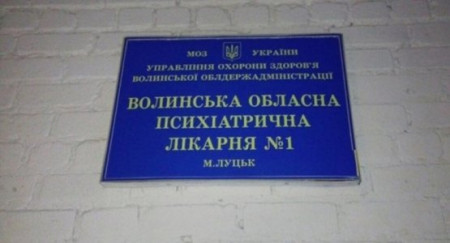 МОЗ УКРАЇНИ
УПРАВЛІННЯ ОХОРОНИ ЗДОРОВ'Я
ВОЛИНСЬКОЇ ОБЛДЕРЖАДМІНІСТРАЦІЇ
ВОЛИНСЬКА ОБЛАСНА
ПСИХІАТРИЧНА
ЛІКАРНЯ №1
М.ЛУЦЬК